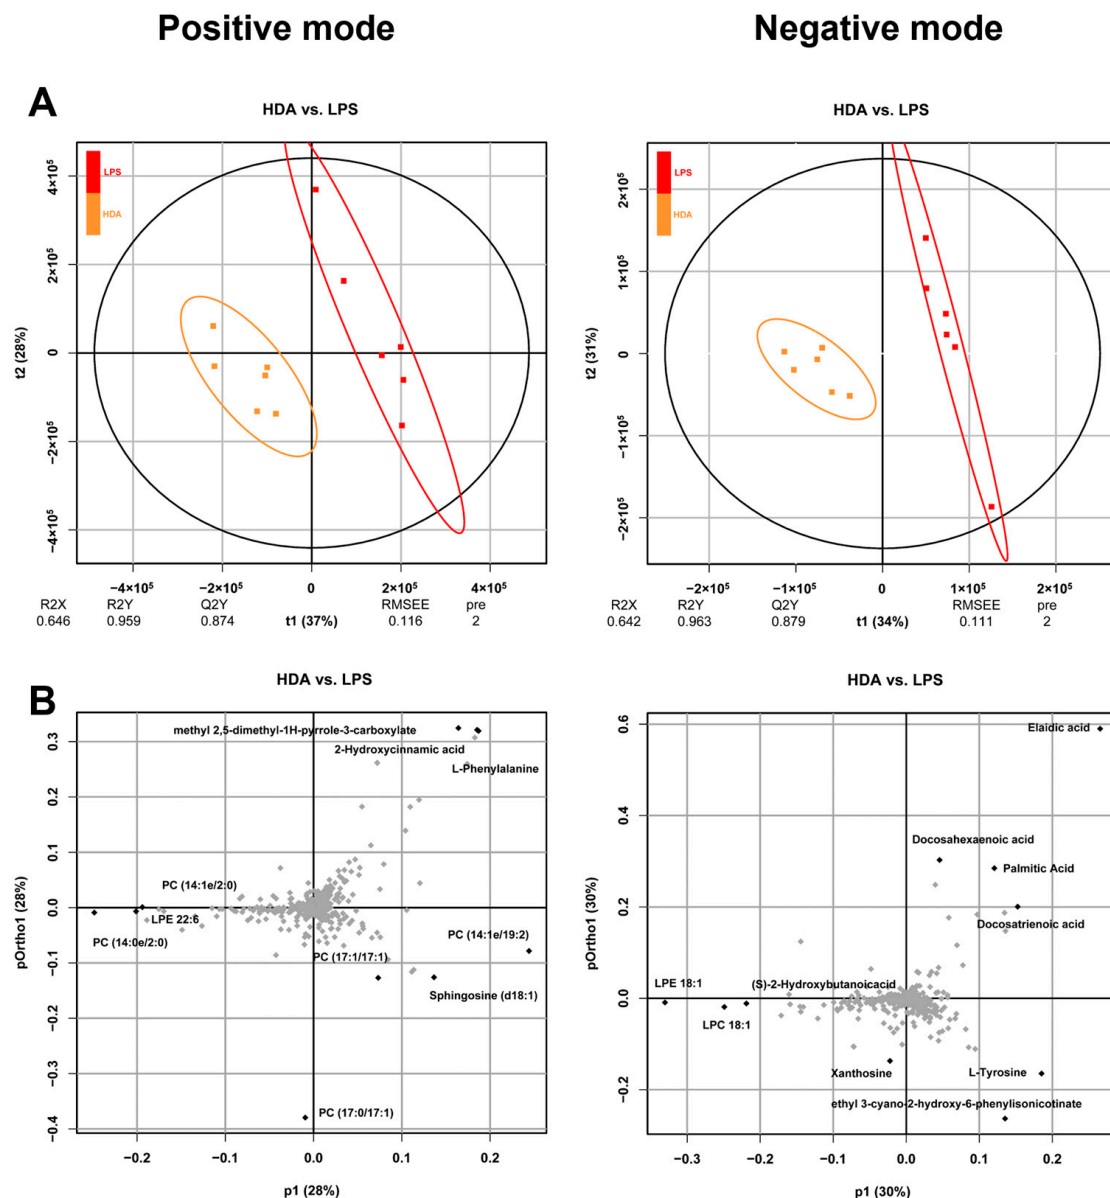 Positive mode
Negative mode
A
HDA vs. LPS
LPS
HDA
t2 (28%)
4×10⁵
2×10⁵
0
−2×10⁵
−4×10⁵
−4×10⁵ −2×10⁵ 0 2×10⁵ 4×10⁵
R2X R2Y Q2Y RMSEE pre
0.646 0.959 0.874 t1 (37%) 0.116 2
HDA vs. LPS
LPS
HDA
t2 (31%)
2×10⁵
1×10⁵
0
−1×10⁵
−2×10⁵
−2×10⁵ −1×10⁵ 0 1×10⁵ 2×10⁵
R2X R2Y Q2Y RMSEE pre
0.642 0.963 0.879 t1 (34%) 0.111 2
B
HDA vs. LPS
pOrtho1 (28%)
0.3
0.2
0.1
0.0
−0.1
−0.2
−0.3
−0.4
methyl 2,5-dimethyl-1H-pyrrole-3-carboxylate
2-Hydroxycinnamic acid
L-Phenylalanine
PC (14:1e/2:0)
LPE 22:6
PC (14:0e/2:0)
PC (14:1e/19:2)
PC (17:1/17:1)
Sphingosine (d18:1)
PC (17:0/17:1)
−0.2 −0.1 0.0 0.1 0.2
p1 (28%)
HDA vs. LPS
pOrtho1 (30%)
0.6
0.4
0.2
0.0
−0.2
Elaidic acid
Docosahexaenoic acid
Palmitic Acid
Docosatrienoic acid
LPE 18:1
(S)-2-Hydroxybutanoicacid
LPC 18:1
Xanthosine
L-Tyrosine
ethyl 3-cyano-2-hydroxy-6-phenylisonicotinate
−0.3 −0.2 −0.1 0.0 0.1 0.2
p1 (30%)